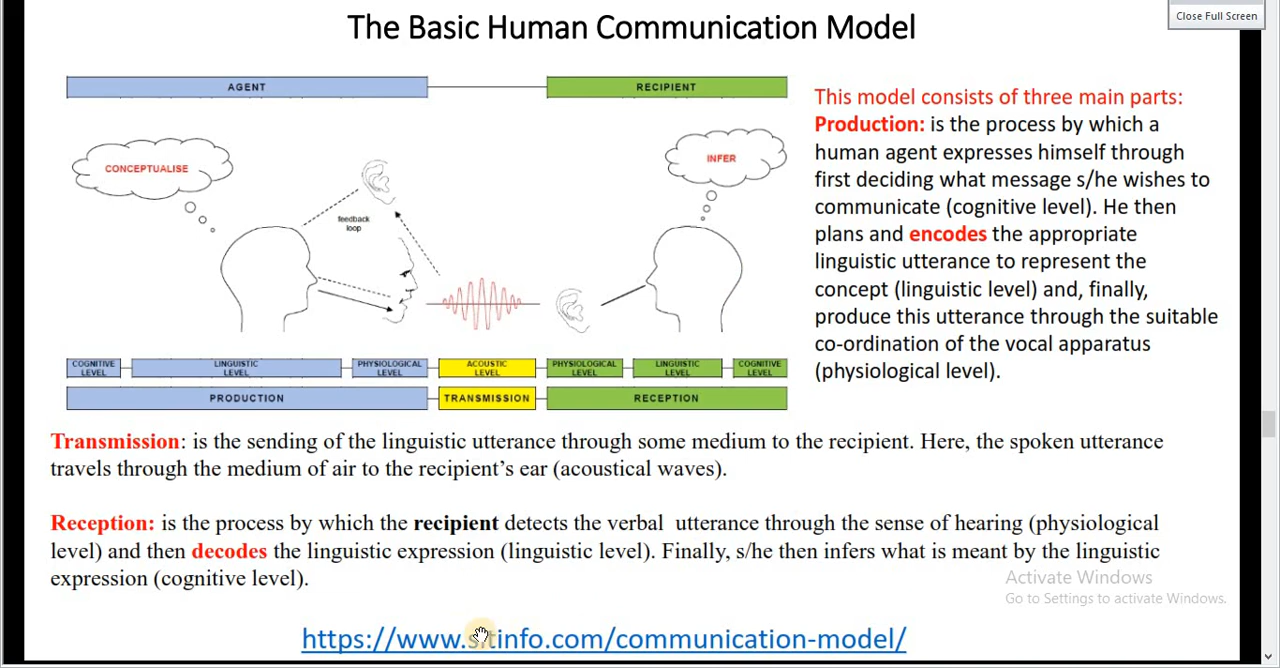 The Basic Human Communication Model
Close Full Screen
AGENT
RECIPIENT
CONCEPTUALISE
INFER
feedback
loop
COGNITIVE
LEVEL
LINGUISTIC
LEVEL
PHYSIOLOGICAL
LEVEL
ACOUSTIC
LEVEL
PHYSIOLOGICAL
LEVEL
LINGUISTIC
LEVEL
COGNITIVE
LEVEL
PRODUCTION
TRANSMISSION
RECEPTION
This model consists of three main parts:
Production: is the process by which a
human agent expresses himself through
first deciding what message s/he wishes to
communicate (cognitive level). He then
plans and encodes the appropriate
linguistic utterance to represent the
concept (linguistic level) and, finally,
produce this utterance through the suitable
co-ordination of the vocal apparatus
(physiological level).
Transmission: is the sending of the linguistic utterance through some medium to the recipient. Here, the spoken utterance
travels through the medium of air to the recipient's ear (acoustical waves).
Reception: is the process by which the recipient detects the verbal utterance through the sense of hearing (physiological
level) and then decodes the linguistic expression (linguistic level). Finally, s/he then infers what is meant by the linguistic
expression (cognitive level).
Activate Windows
Go to Settings to activate Windows.